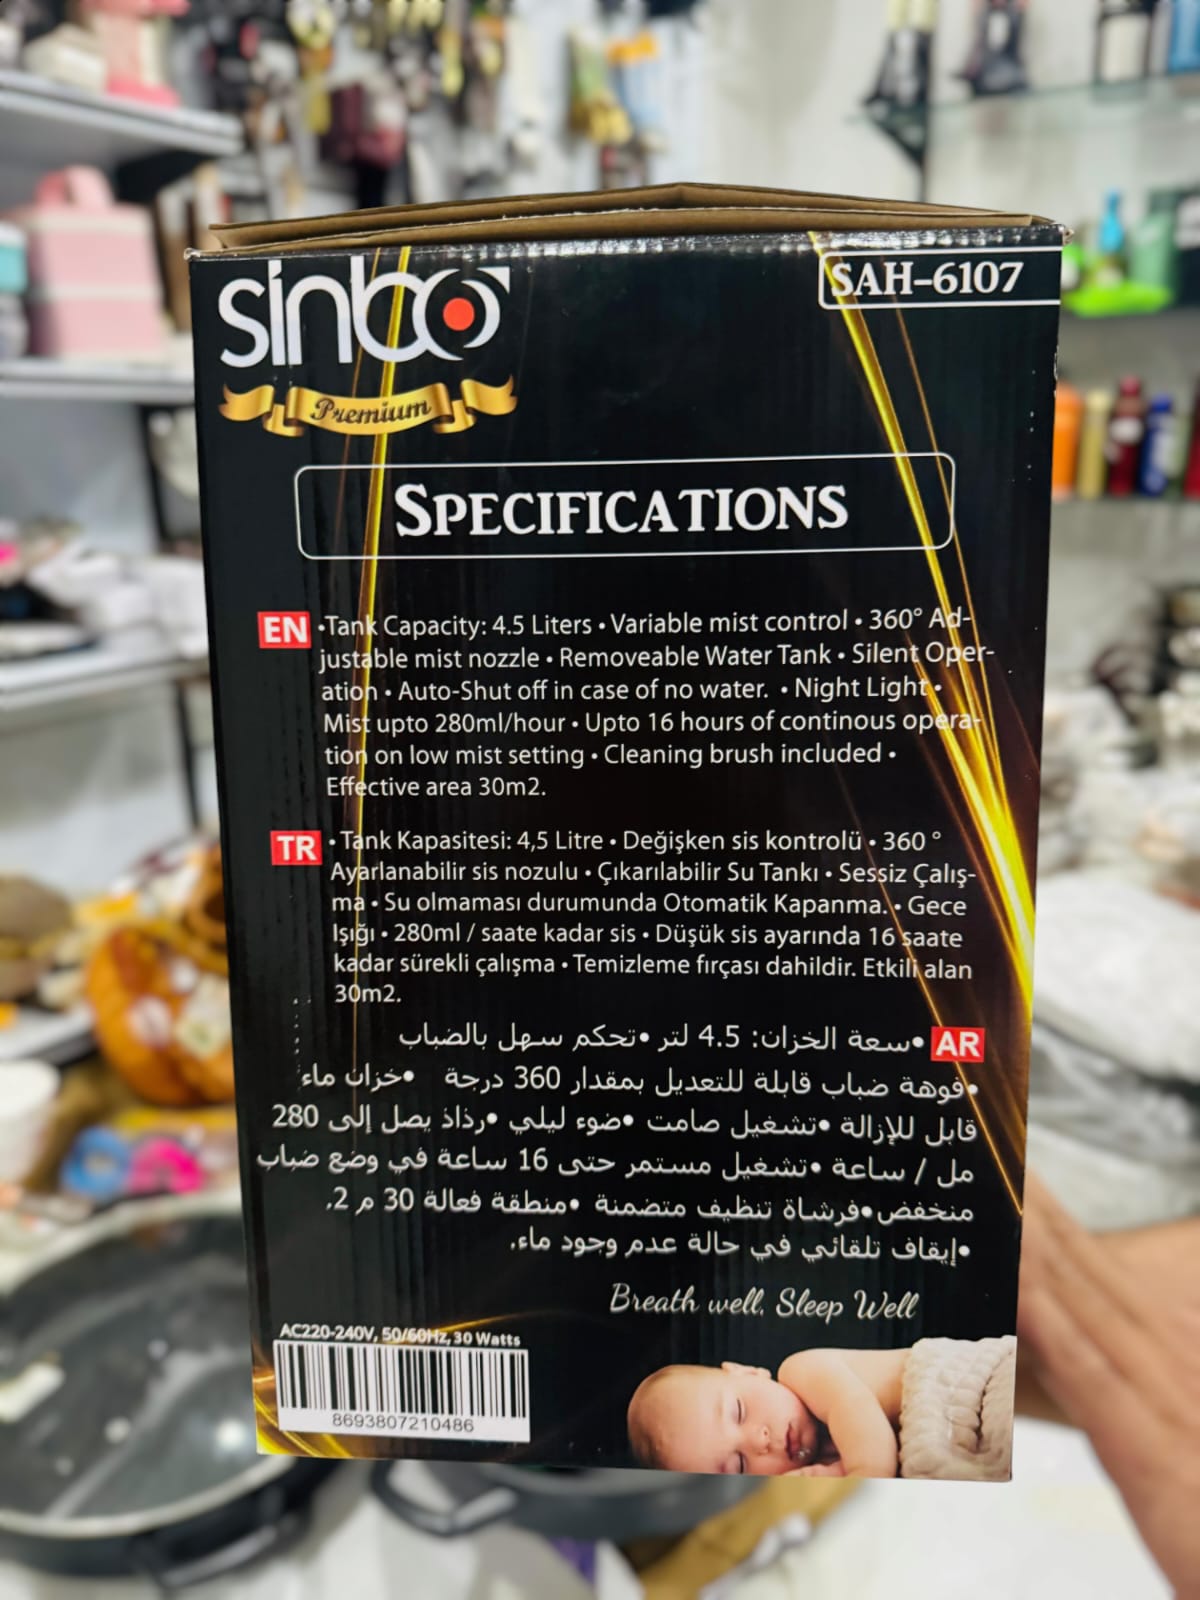 sinbo
SAH-6107
Premium
SPECIFICATIONS
EN •Tank Capacity: 4.5 Liters • Variable mist control • 360° Ad-
justable mist nozzle • Removeable Water Tank • Silent Oper-
ation • Auto-Shut off in case of no water. • Night Light •
Mist upto 280ml/hour • Upto 16 hours of continous opera-
tion on low mist setting • Cleaning brush included •
Effective area 30m2.
TR • Tank Kapasitesi: 4,5 Litre • Değişken sis kontrolü • 360 °
Ayarlanabilir sis nozulu • Çıkarılabilir Su Tankı • Sessiz Çalış-
ma • Su olmaması durumunda Otomatik Kapanma. • Gece
Işığı • 280ml / saate kadar sis • Düşük sis ayarında 16 saate
kadar sürekli çalışma • Temizleme fırçası dahildir. Etkili alan
30m2.
AR •سعة الخزان: 4.5 لتر •تحكم سهل بالضباب
•فوهة ضباب قابلة للتعديل بمقدار 360 درجة •خزان ماء
قابل للإزالة •تشغيل صامت •ضوء ليلي •رذاذ يصل إلى 280
مل / ساعة •تشغيل مستمر حتى 16 ساعة في وضع ضباب
منخفض•فرشاة تنظيف متضمنة •منطقة فعالة 30 م 2.
•إيقاف تلقائي في حالة عدم وجود ماء.
Breath well, Sleep Well
AC220-240V, 50/60Hz, 30 Watts
8693807210486